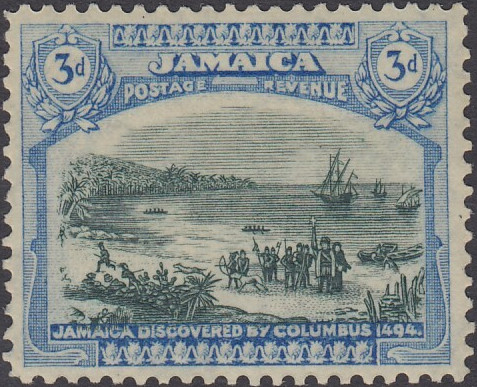 3d JAMAICA 3d
POSTAGE REVENUE
JAMAICA DISCOVERED BY COLUMBUS 1494.